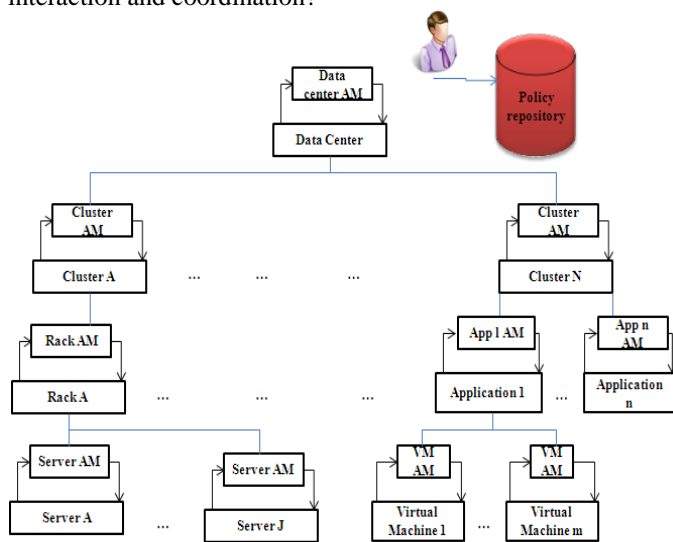 interaction and coordination?
Data
center AM
Policy
repository
Data Center
Cluster
AM
Cluster
AM
Cluster A
...
...
...
Cluster N
Rack AM
App 1 AM
App n
AM
Rack A
...
...
...
Application 1
...
Application
n
Server AM
Server AM
VM
AM
VM
AM
Server A
...
Server J
Virtual
Machine 1
...
Virtual
Machine m